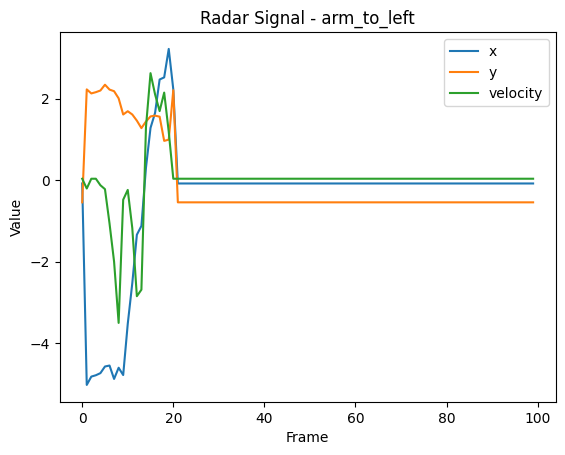 Radar Signal - arm_to_left
x
y
velocity
2
0
−2
−4
Value
0
20
40
60
80
100
Frame